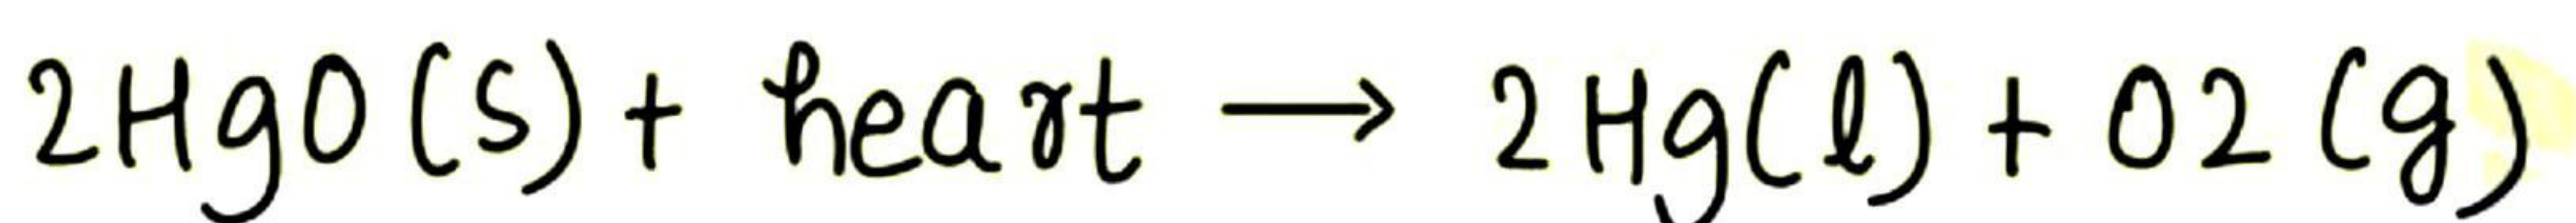 2HgO(s) + heart → 2Hg(l) + O2(g)